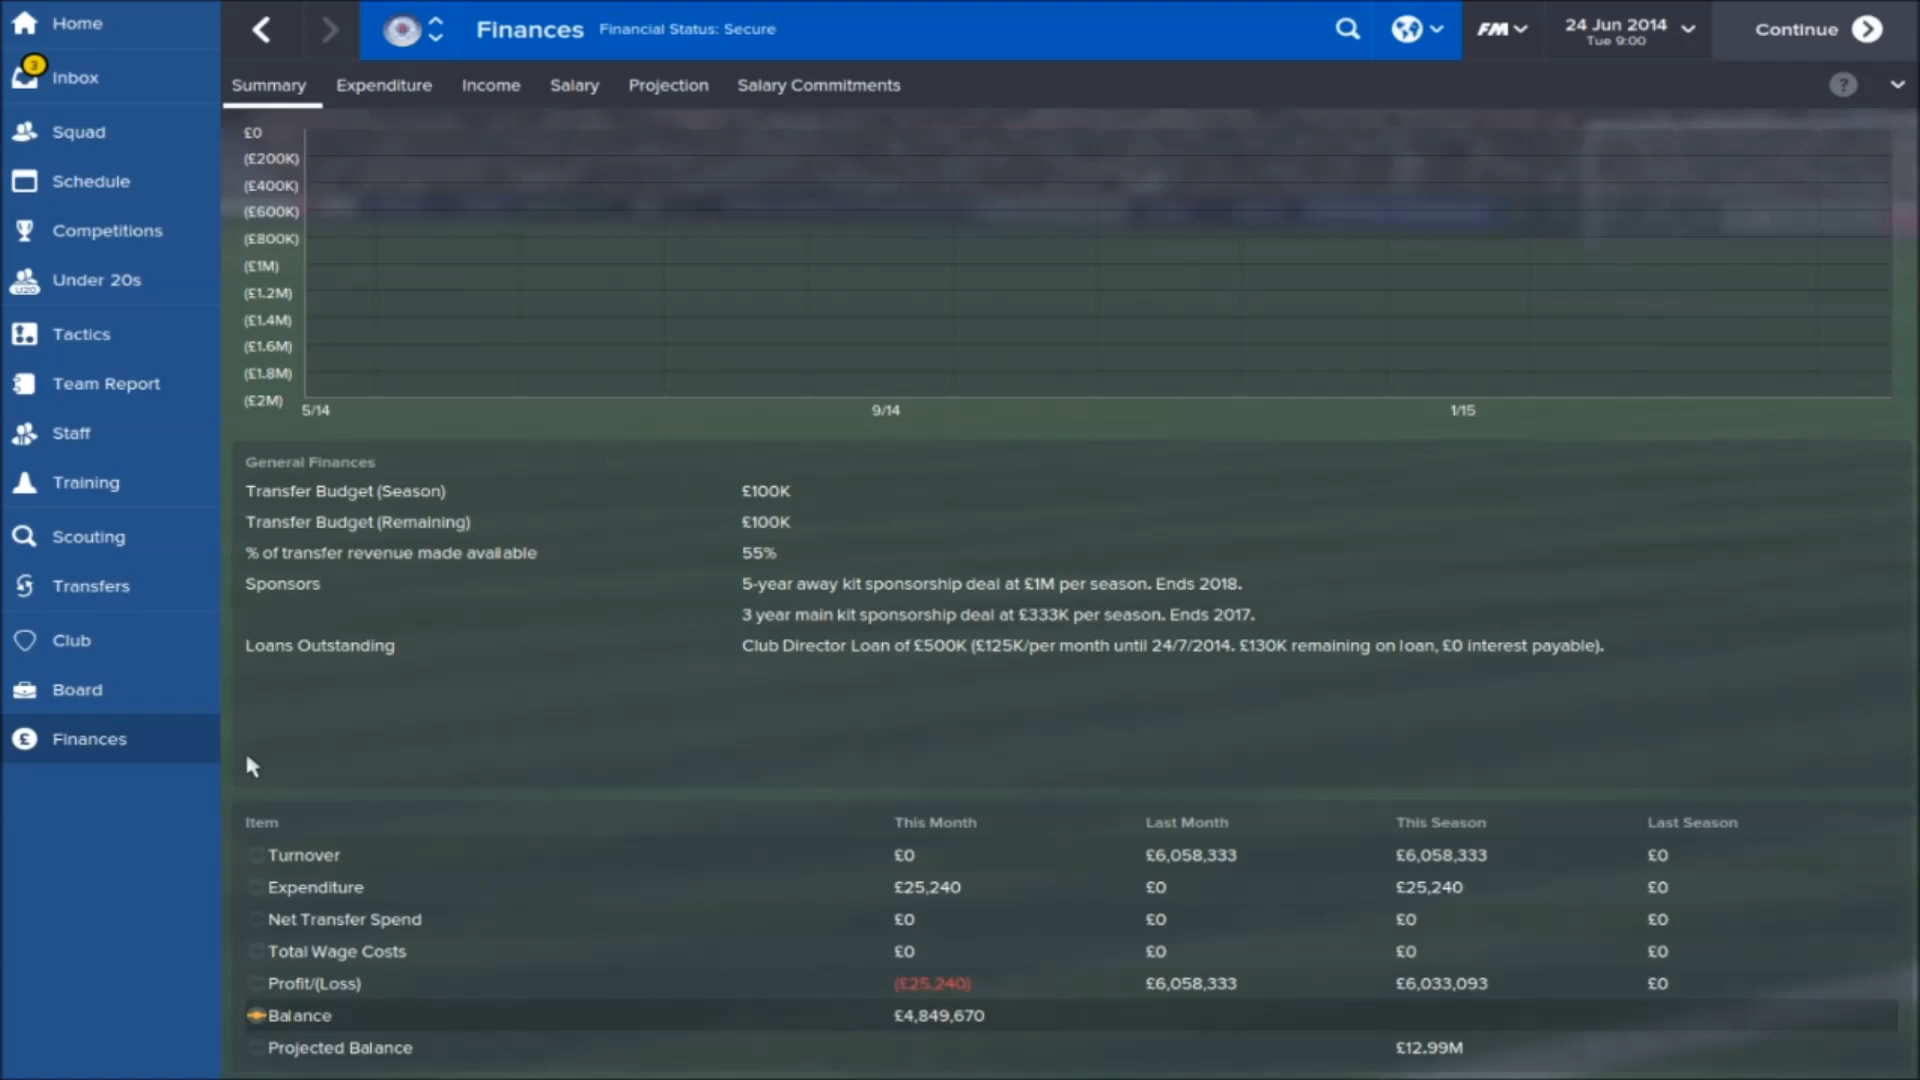 Home
Finances
Financial Status: Secure
FM
24 Jun 2014
Tue 9:00
Continue
3
Inbox
Summary
Expenditure
Income
Salary
Projection
Salary Commitments
?
Squad
Schedule
Competitions
Under 20s
U20
Tactics
Team Report
Staff
Training
Scouting
Transfers
Club
Board
£
Finances
£0
(£200K)
(£400K)
(£600K)
(£800K)
(£1M)
(£1.2M)
(£1.4M)
(£1.6M)
(£1.8M)
(£2M)
5/14
9/14
1/15
General Finances
Transfer Budget (Season) £100K
Transfer Budget (Remaining) £100K
% of transfer revenue made available 55%
Sponsors 5-year away kit sponsorship deal at £1M per season. Ends 2018.
3 year main kit sponsorship deal at £333K per season. Ends 2017.
Loans Outstanding Club Director Loan of £500K (£125K/per month until 24/7/2014. £130K remaining on loan, £0 interest payable).
Item This Month Last Month This Season Last Season
Turnover £0 £6,058,333 £6,058,333 £0
Expenditure £25,240 £0 £25,240 £0
Net Transfer Spend £0 £0 £0 £0
Total Wage Costs £0 £0 £0 £0
Profit/(Loss) (£25,240) £6,058,333 £6,033,093 £0
Balance £4,849,670
Projected Balance £12.99M